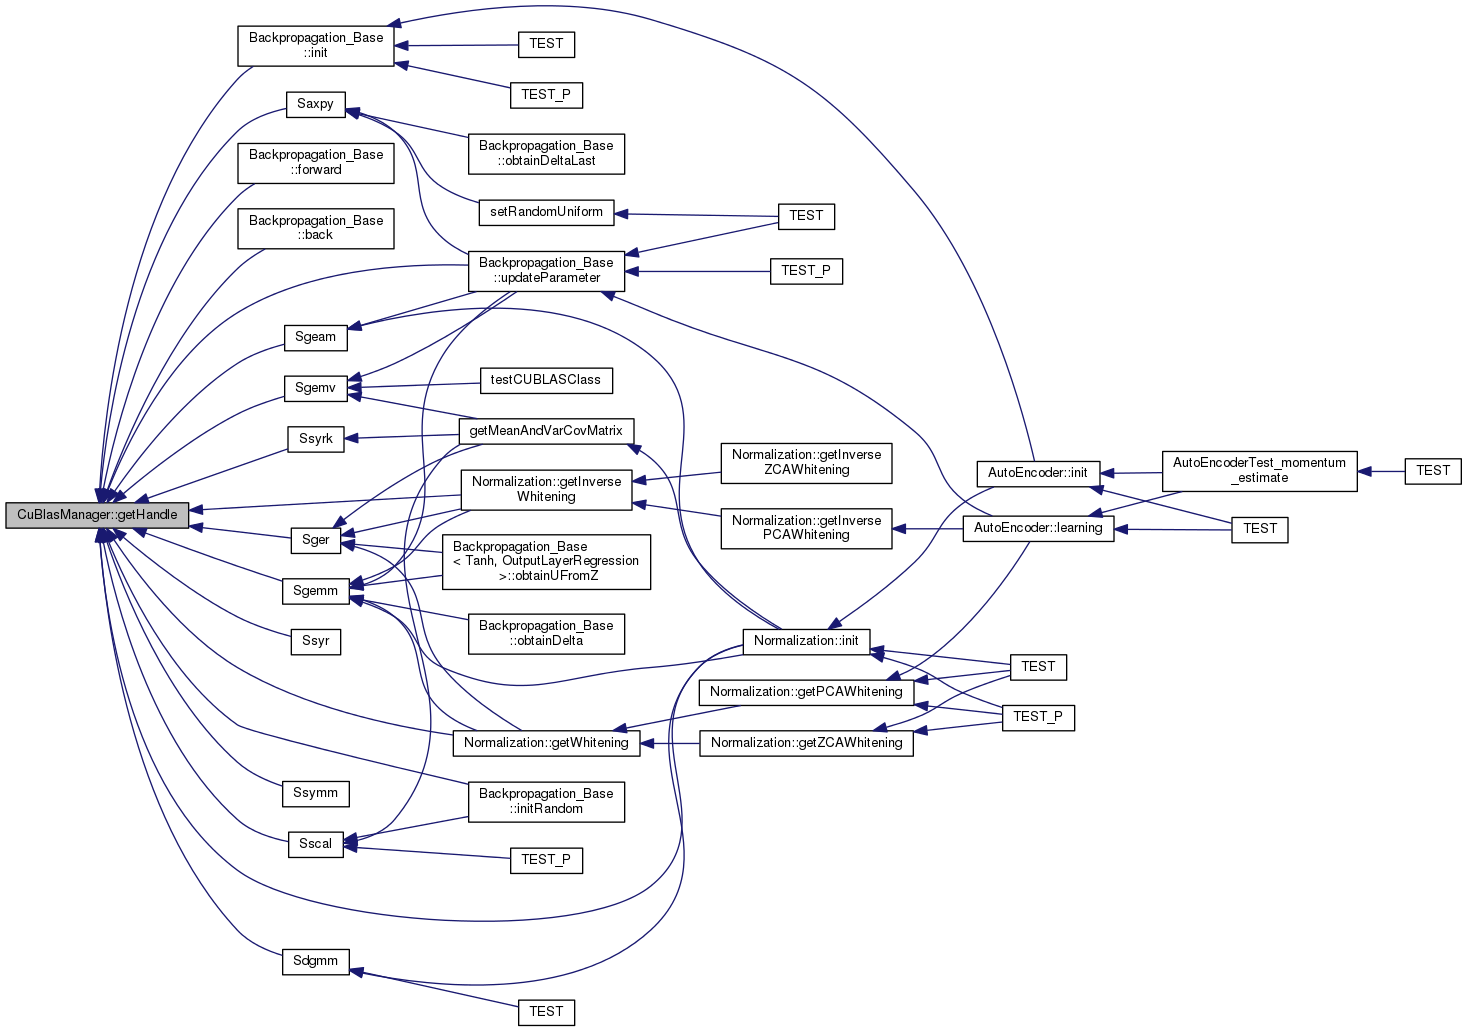 CuBlasManager::getHandle
Backpropagation_Base
::init
TEST
TEST_P
Saxpy
Backpropagation_Base
::obtainDeltaLast
Backpropagation_Base
::forward
setRandomUniform
TEST
Backpropagation_Base
::back
Backpropagation_Base
::updateParameter
TEST_P
Sgeam
Sgemv
testCUBLASClass
Ssyrk
getMeanAndVarCovMatrix
Normalization::getInverse
Whitening
Normalization::getInverse
ZCAWhitening
Normalization::getInverse
PCAWhitening
AutoEncoder::init
AutoEncoder::learning
AutoEncoderTest_momentum
_estimate
TEST
TEST
Sger
Backpropagation_Base
< Tanh, OutputLayerRegression
>::obtainUFromZ
Sgemm
Backpropagation_Base
::obtainDelta
Ssyr
Normalization::init
TEST
Normalization::getPCAWhitening
TEST_P
Normalization::getWhitening
Normalization::getZCAWhitening
Ssymm
Backpropagation_Base
::initRandom
Sscal
TEST_P
Sdgmm
TEST